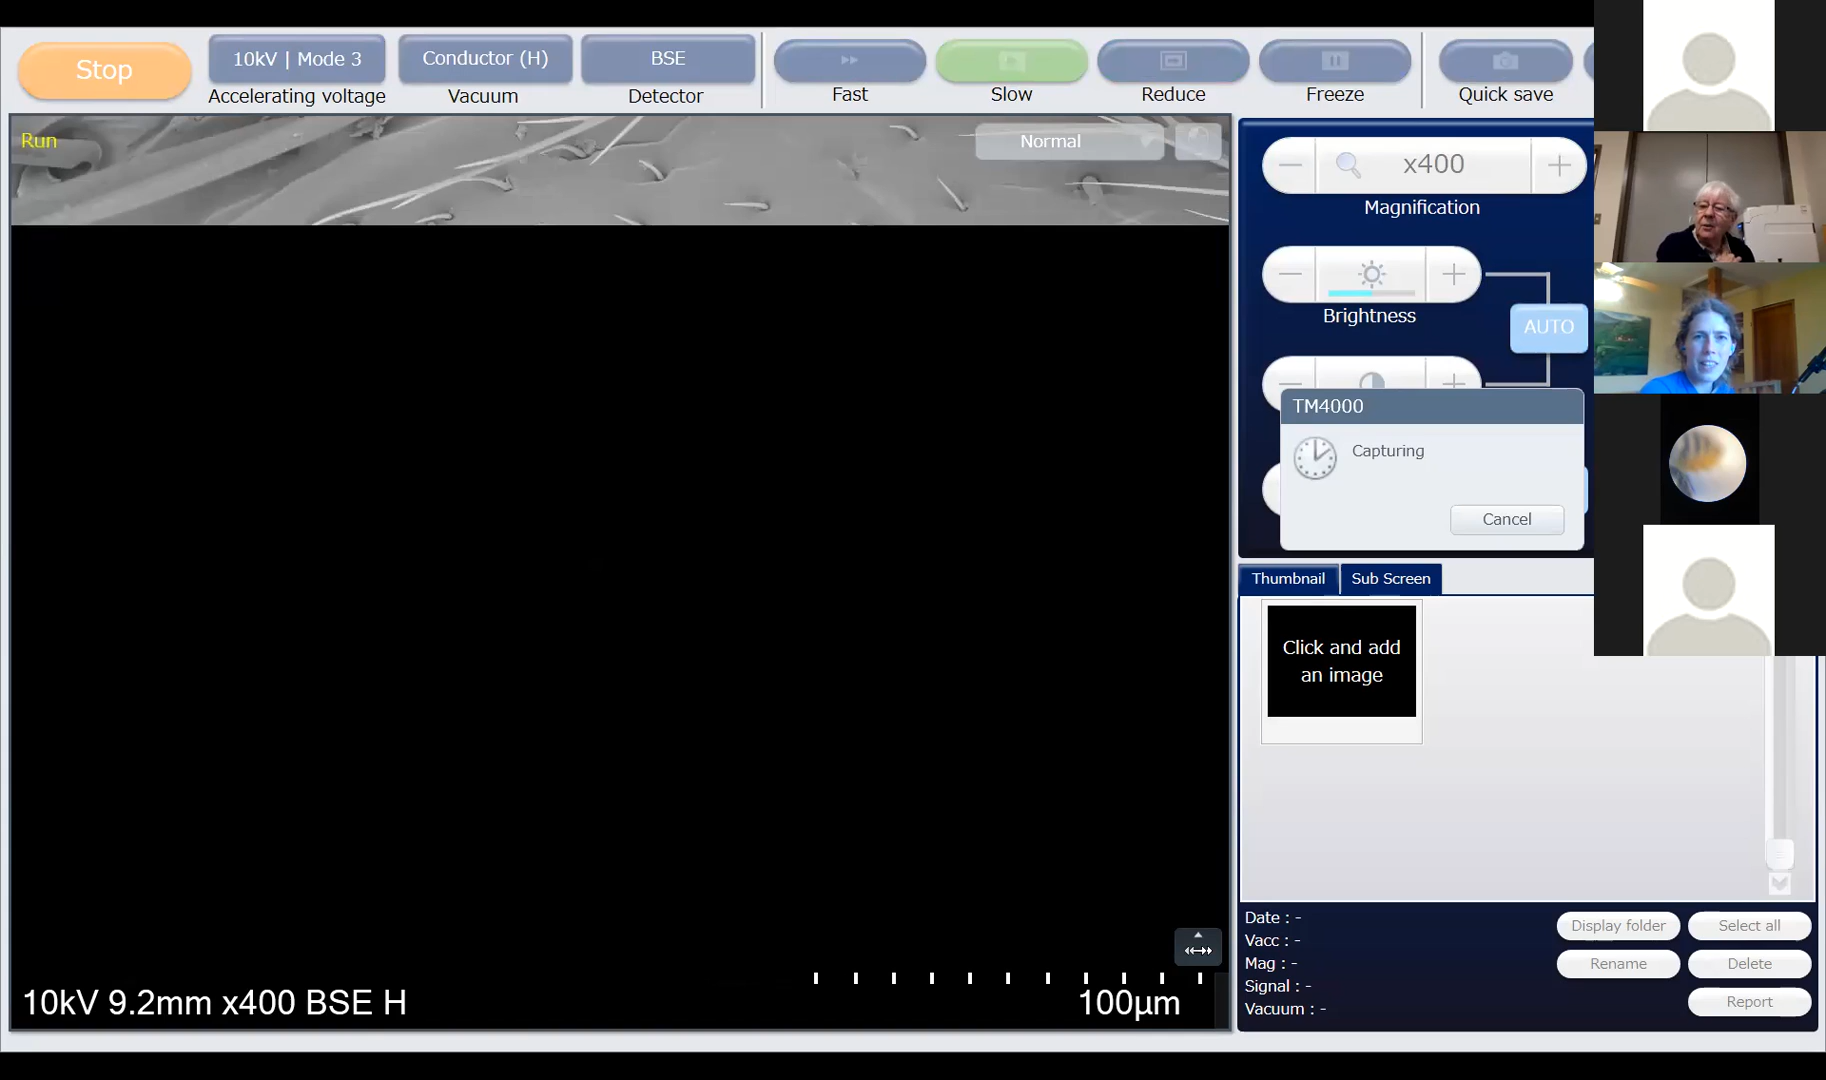 Stop
10kV | Mode 3
Accelerating voltage
Conductor (H)
Vacuum
BSE
Detector
Fast
Slow
Reduce
Freeze
Quick save
Run
Normal
x400
Magnification
Brightness
AUTO
TM4000
Capturing
Cancel
Thumbnail
Sub Screen
Click and add
an image
Date : -
Vacc : -
Mag : -
Signal : -
Vacuum : -
Display folder
Select all
Rename
Delete
Report
10kV 9.2mm x400 BSE H
100µm